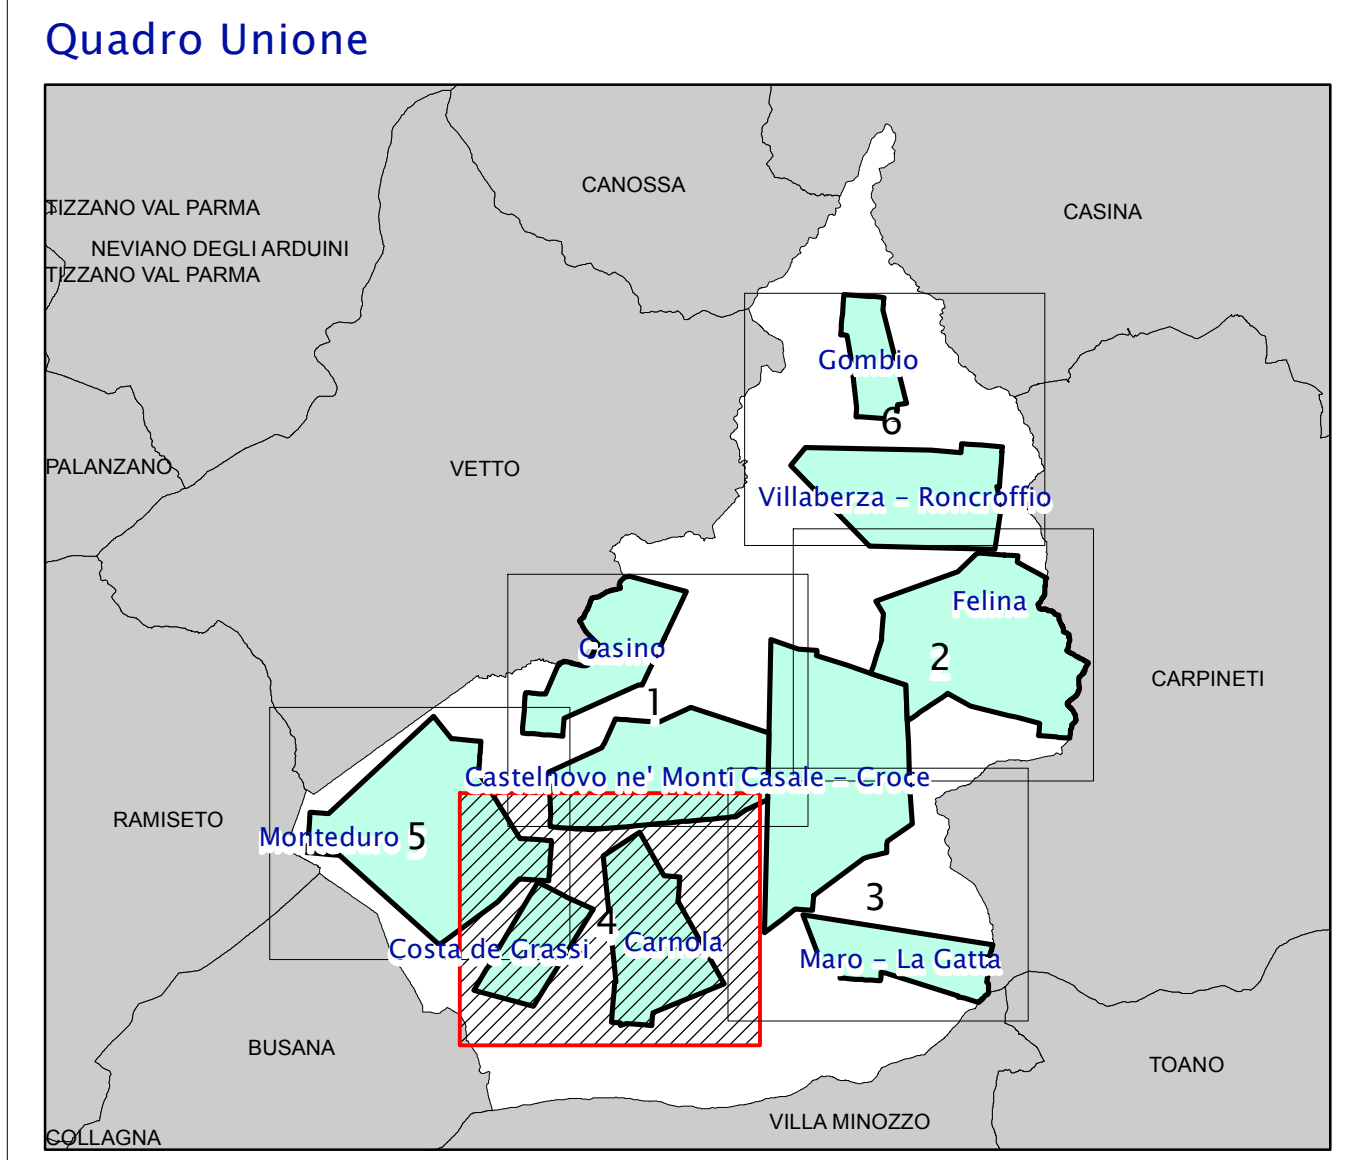 Quadro Unione
CANOSSA
TIZZANO VAL PARMA
CASINA
NEVIANO DEGLI ARDUINI
TIZZANO VAL PARMA
Gombio
6
PALANZANO
VETTO
Villaberza – Roncroffio
Felina
Casino
2
CARPINETI
1
Castelnovo ne' Monti
Casale – Croce
RAMISETO
Monteduro
5
3
4
Costa de Grassi
Carnola
Maro – La Gatta
BUSANA
TOANO
VILLA MINOZZO
COLLAGNA